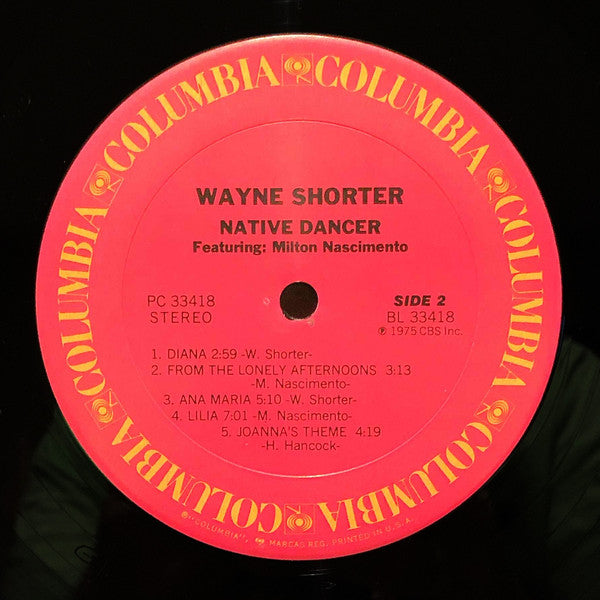 COLUMBIA COLUMBIA COLUMBIA COLUMBIA COLUMBIA COLUMBIA COLUMBIA COLUMBIA
WAYNE SHORTER
NATIVE DANCER
Featuring: Milton Nascimento
PC 33418
STEREO
SIDE 2
BL 33418
℗ 1975 CBS Inc.
1. DIANA 2:59 -W. Shorter-
2. FROM THE LONELY AFTERNOONS 3:13
-M. Nascimento-
3. ANA MARIA 5:10 -W. Shorter-
4. LILIA 7:01 -M. Nascimento-
5. JOANNA'S THEME 4:19
-H. Hancock-
"COLUMBIA", MARCAS REG. PRINTED IN U.S.A.